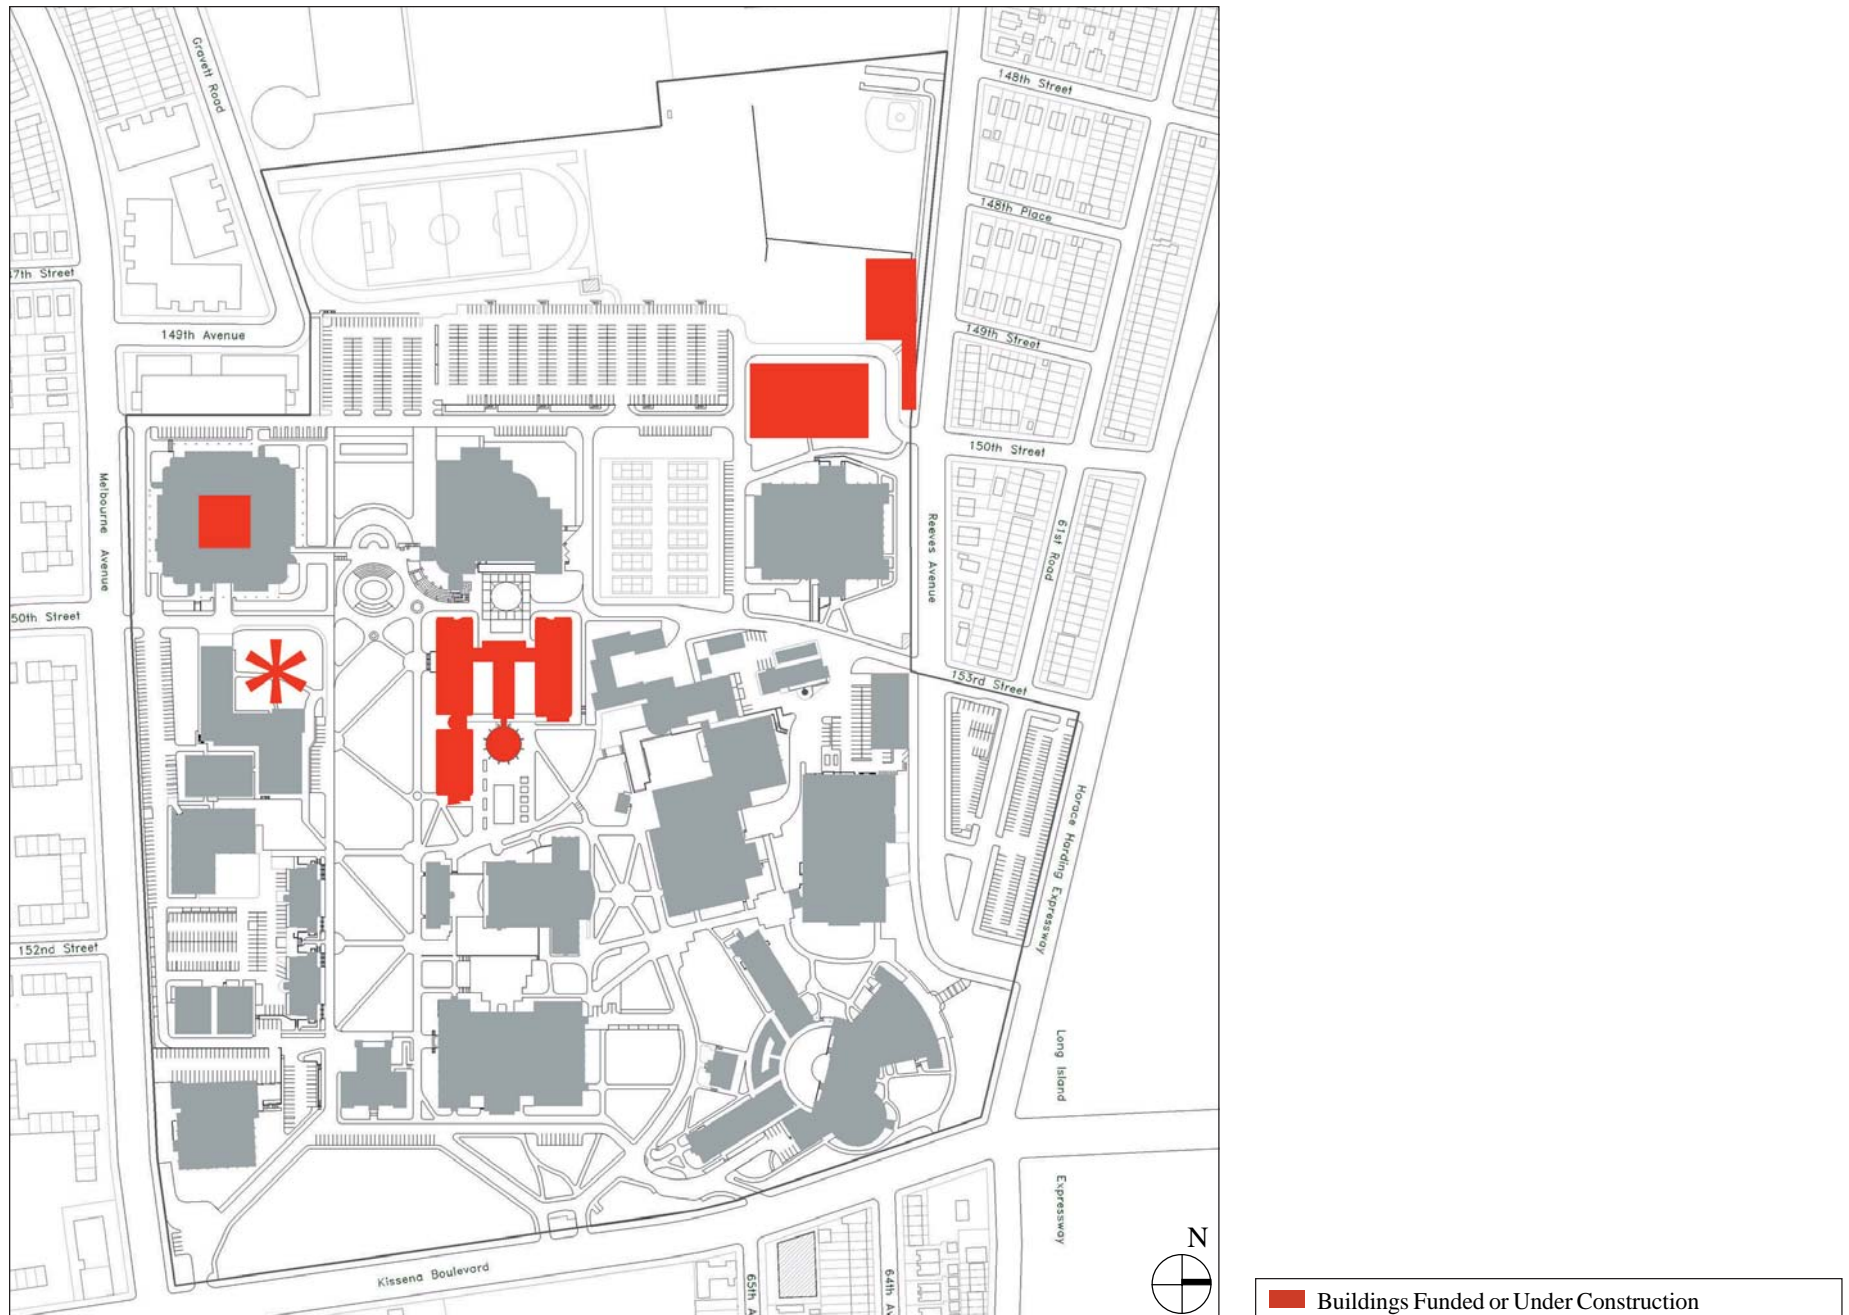 Gravett Road
148th Street
148th Place
7th Street
149th Avenue
149th Street
150th Street
Melbourne Avenue
Reeves Avenue
61st Road
50th Street
153rd Street
Horace Harding Expressway
152nd Street
Long Island
Expressway
Kissena Boulevard
65th A
64th A
N
Buildings Funded or Under Construction